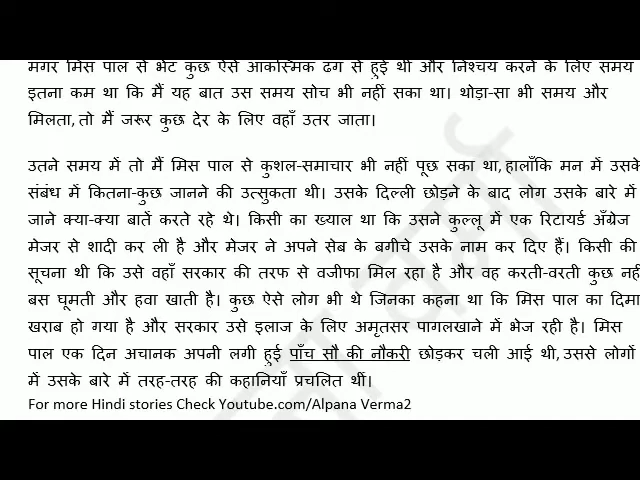 मगर मिस पाल से भेंट कुछ ऐसे आकस्मिक ढंग से हुई थी और निश्चय करने के लिए समय
इतना कम था कि मैं यह बात उस समय सोच भी नहीं सका था। थोड़ा-सा भी समय और
मिलता, तो मैं जरूर कुछ देर के लिए वहाँ उतर जाता।
उतने समय में तो मैं मिस पाल से कुशल-समाचार भी नहीं पूछ सका था, हालाँकि मन में उसके
संबंध में कितना-कुछ जानने की उत्सुकता थी। उसके दिल्ली छोड़ने के बाद लोग उसके बारे में
जाने क्या-क्या बातें करते रहे थे। किसी का ख्याल था कि उसने कुल्लू में एक रिटायर्ड अँग्रेज
मेजर से शादी कर ली है और मेजर ने अपने सेब के बगीचे उसके नाम कर दिए हैं। किसी की
सूचना थी कि उसे वहाँ सरकार की तरफ से वजीफा मिल रहा है और वह करती-वरती कुछ नहीं
बस घूमती और हवा खाती है। कुछ ऐसे लोग भी थे जिनका कहना था कि मिस पाल का दिमा
खराब हो गया है और सरकार उसे इलाज के लिए अमृतसर पागलखाने में भेज रही है। मिस
पाल एक दिन अचानक अपनी लगी हुई पाँच सौ की नौकरी छोड़कर चली आई थी, उससे लोगों
में उसके बारे में तरह-तरह की कहानियाँ प्रचलित थीं।
For more Hindi stories Check Youtube.com/Alpana Verma2